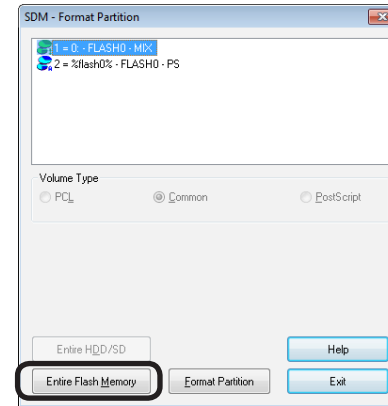 SDM - Format Partition
1 = 0: - FLASH0 - MIX
2 = %flash0% - FLASH0 - PS
Volume Type
PCL
Common
PostScript
Entire HDD/SD
Help
Entire Flash Memory
Format Partition
Exit